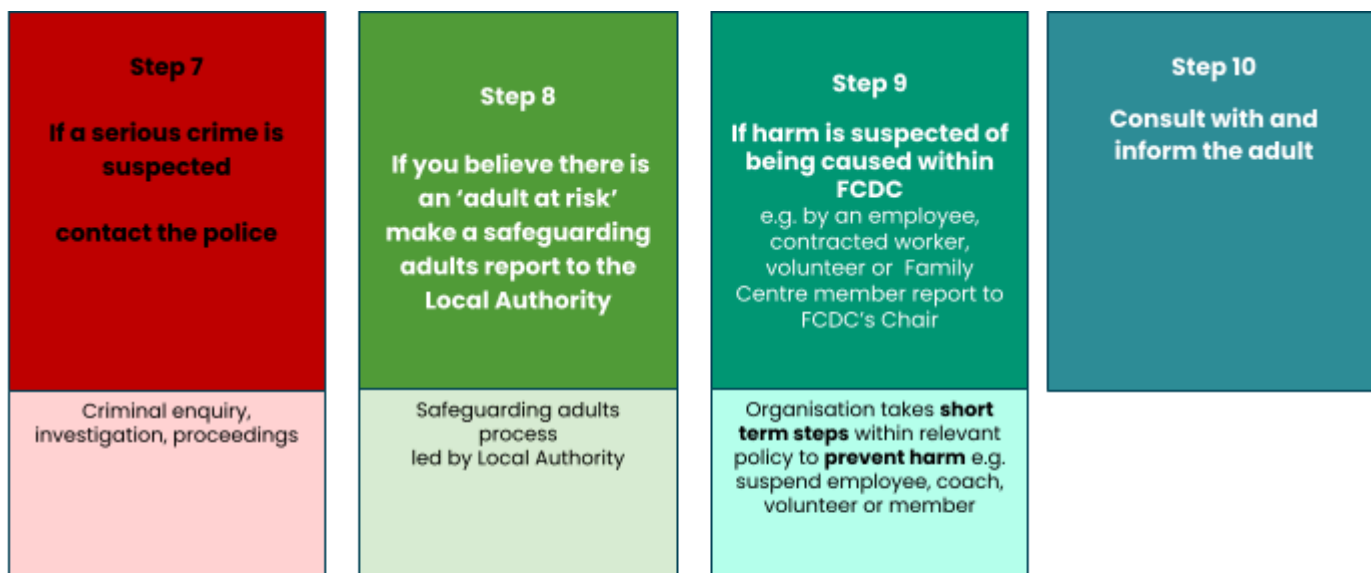 Step 7
If a serious crime is
suspected
contact the police
Criminal enquiry,
investigation, proceedings
Step 8
If you believe there is
an ‘adult at risk’
make a safeguarding
adults report to the
Local Authority
Safeguarding adults
process
led by Local Authority
Step 9
If harm is suspected of
being caused within
FCDC
e.g. by an employee,
contracted worker,
volunteer or Family
Centre member report to
FCDC’s Chair
Organisation takes short
term steps within relevant
policy to prevent harm e.g.
suspend employee, coach,
volunteer or member
Step 10
Consult with and
inform the adult